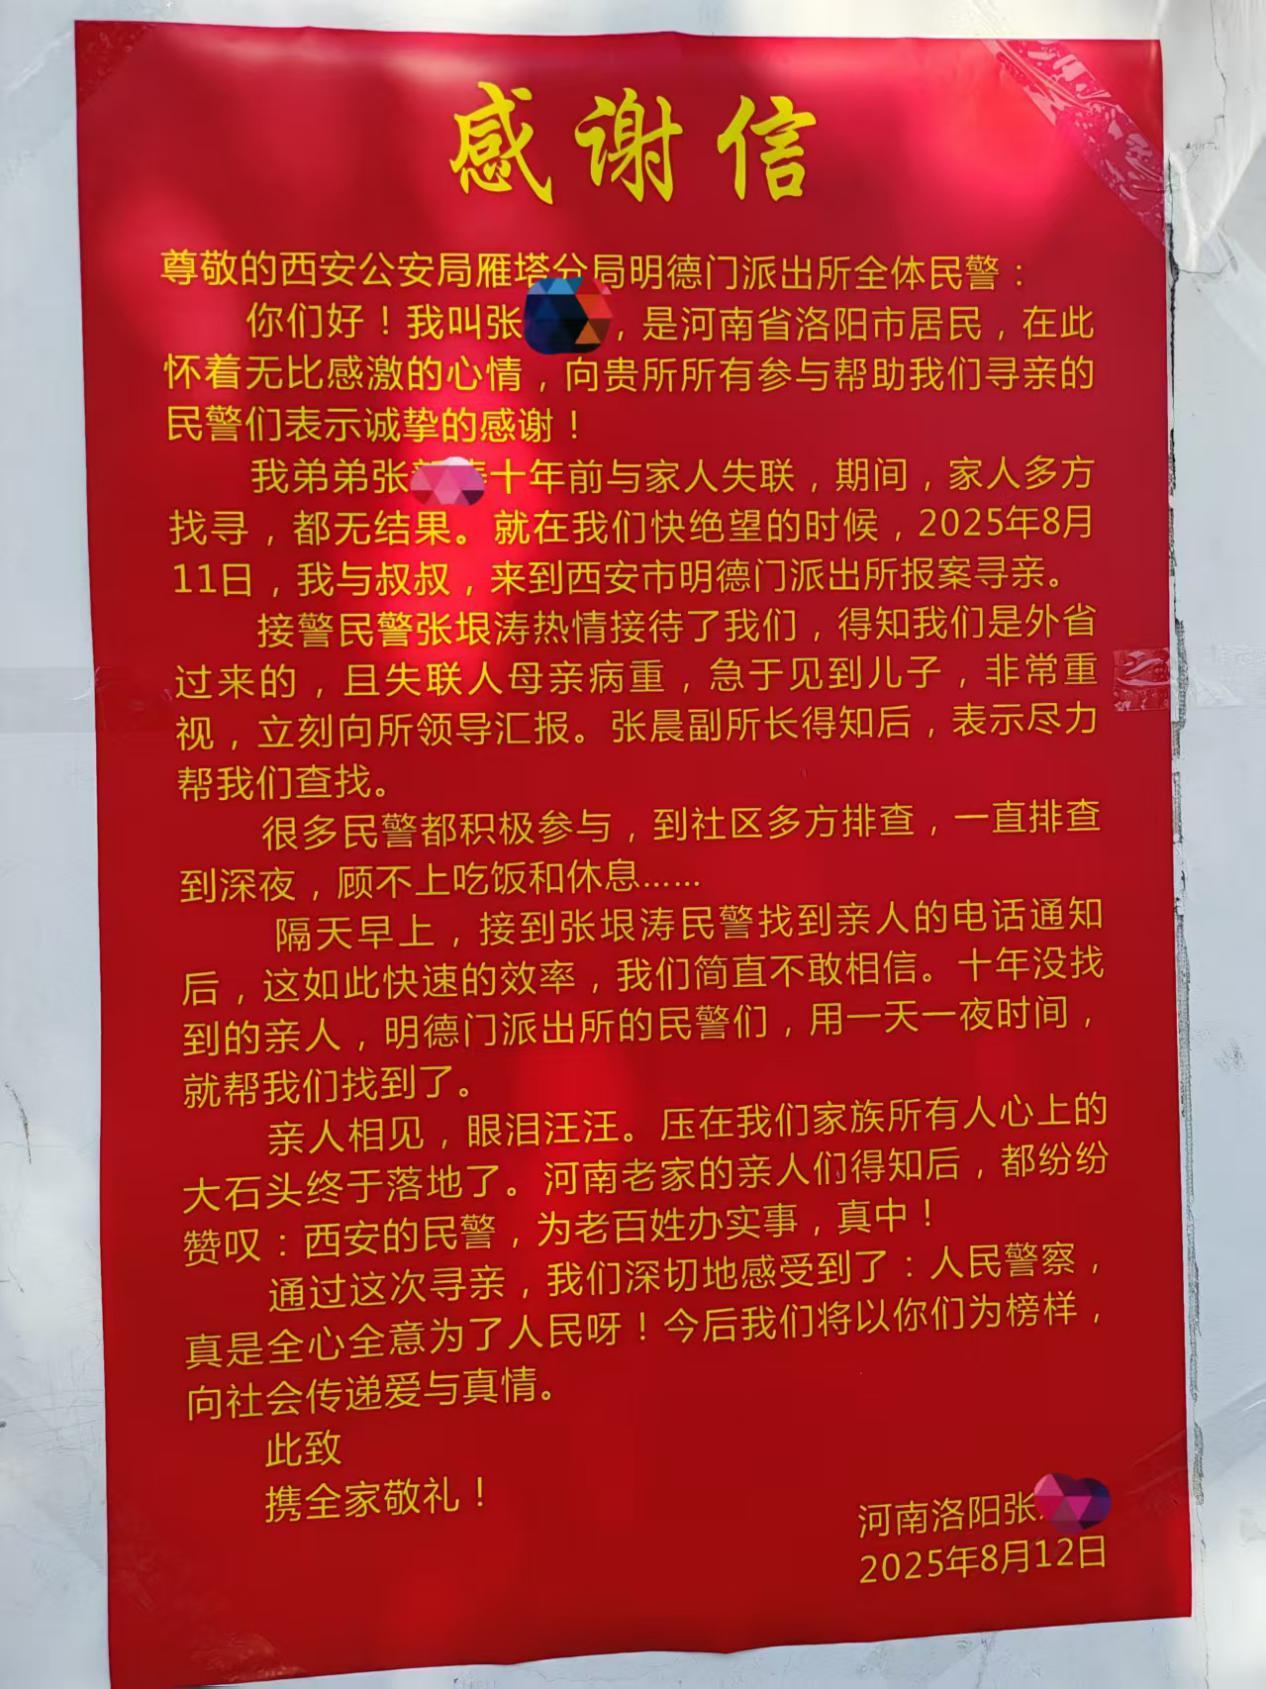 感谢信
尊敬的西安公安局雁塔分局明德门派出所全体民警：
你们好！我叫张，是河南省洛阳市居民，在此
怀着无比感激的心情，向贵所所有参与帮助我们寻亲的
民警们表示诚挚的感谢！
我弟弟张十年前与家人失联，期间，家人多方
找寻，都无结果。就在我们快绝望的时候，2025年8月
11日，我与叔叔，来到西安市明德门派出所报案寻亲。
接警民警张垠涛热情接待了我们，得知我们是外省
过来的，且失联人母亲病重，急于见到儿子，非常重
视，立刻向所领导汇报。张晨副所长得知后，表示尽力
帮我们查找。
很多民警都积极参与，到社区多方排查，一直排查
到深夜，顾不上吃饭和休息……
隔天早上，接到张垠涛民警找到亲人的电话通知
后，这如此快速的效率，我们简直不敢相信。十年没找
到的亲人，明德门派出所的民警们，用一天一夜时间，
就帮我们找到了。
亲人相见，眼泪汪汪。压在我们家族所有人心上的
大石头终于落地了。河南老家的亲人们得知后，都纷纷
赞叹：西安的民警，为老百姓办实事，真中！
通过这次寻亲，我们深切地感受到了：人民警察，
真是全心全意为了人民呀！今后我们将以你们为榜样，
向社会传递爱与真情。
此致
携全家敬礼！
河南洛阳张
2025年8月12日